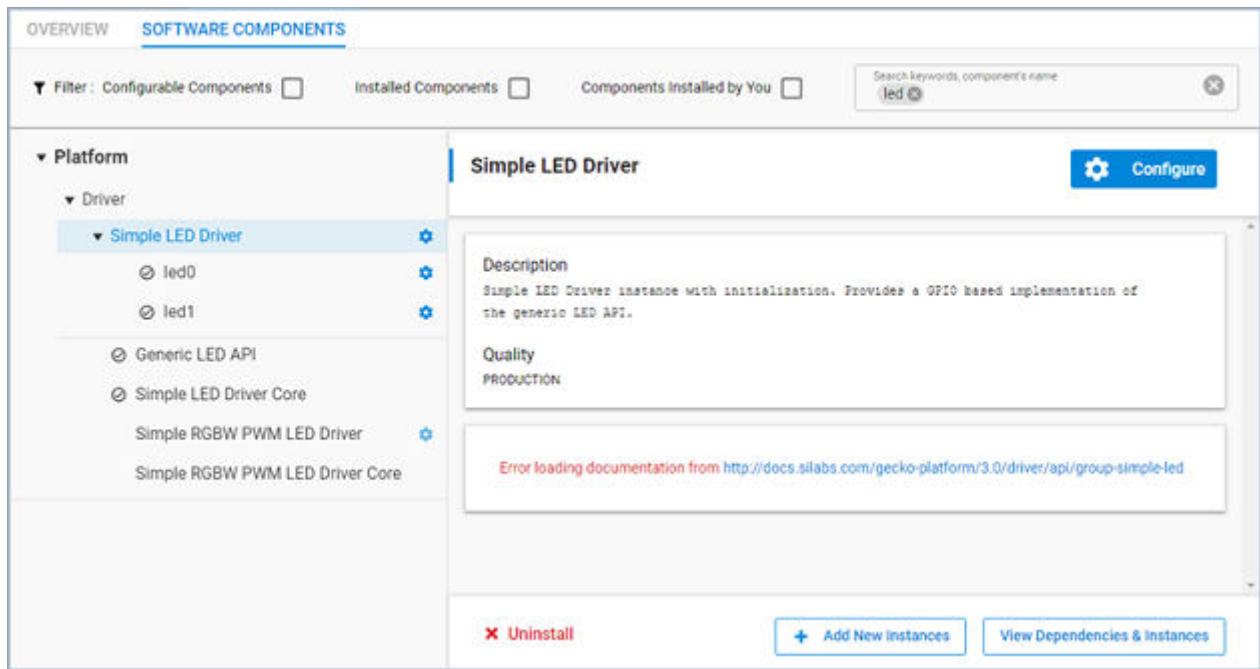 OVERVIEW SOFTWARE COMPONENTS
Filter : Configurable Components Installed Components Components Installed by You Search keywords, component's name
led
Platform
Driver
Simple LED Driver
led0
led1
Generic LED API
Simple LED Driver Core
Simple RGBW PWM LED Driver
Simple RGBW PWM LED Driver Core
Simple LED Driver
Configure
Description
Simple LED Driver instance with initialization. Provides a GPIO based implementation of
the generic LED API.
Quality
PRODUCTION
Error loading documentation from http://docs.silabs.com/gecko-platform/3.0/driver/api/group-simple-led
Uninstall
Add New Instances
View Dependencies & Instances